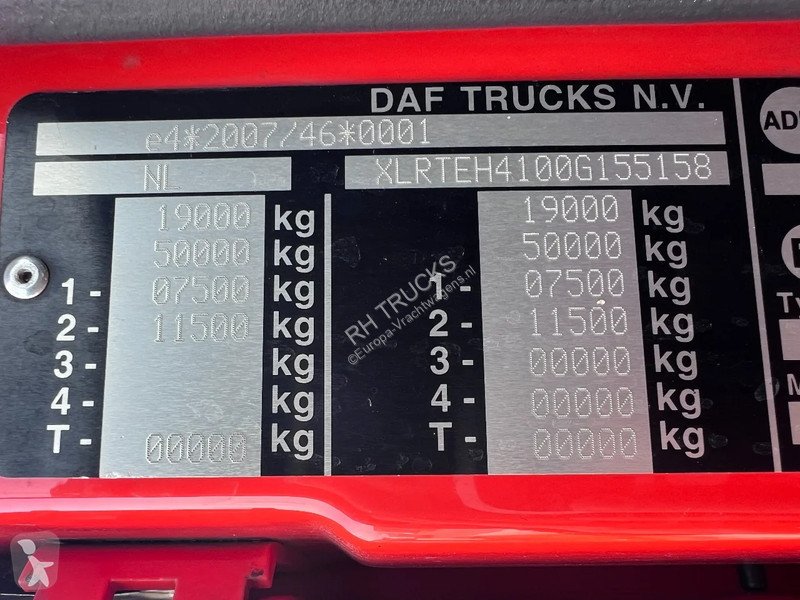 DAF TRUCKS N.V.
e4*2007/46*0001
NL XLRTEH4100G155158
19000 kg 19000 kg
50000 kg 50000 kg
1- 07500 kg 1- 07500 kg
2- 11500 kg 2- 11500 kg
3- kg 3- 00000 kg
4- kg 4- 00000 kg
T- 00000 kg T- 00000 kg
RH TRUCKS
©Europa-Vrachtwagens.nl
Ty
M